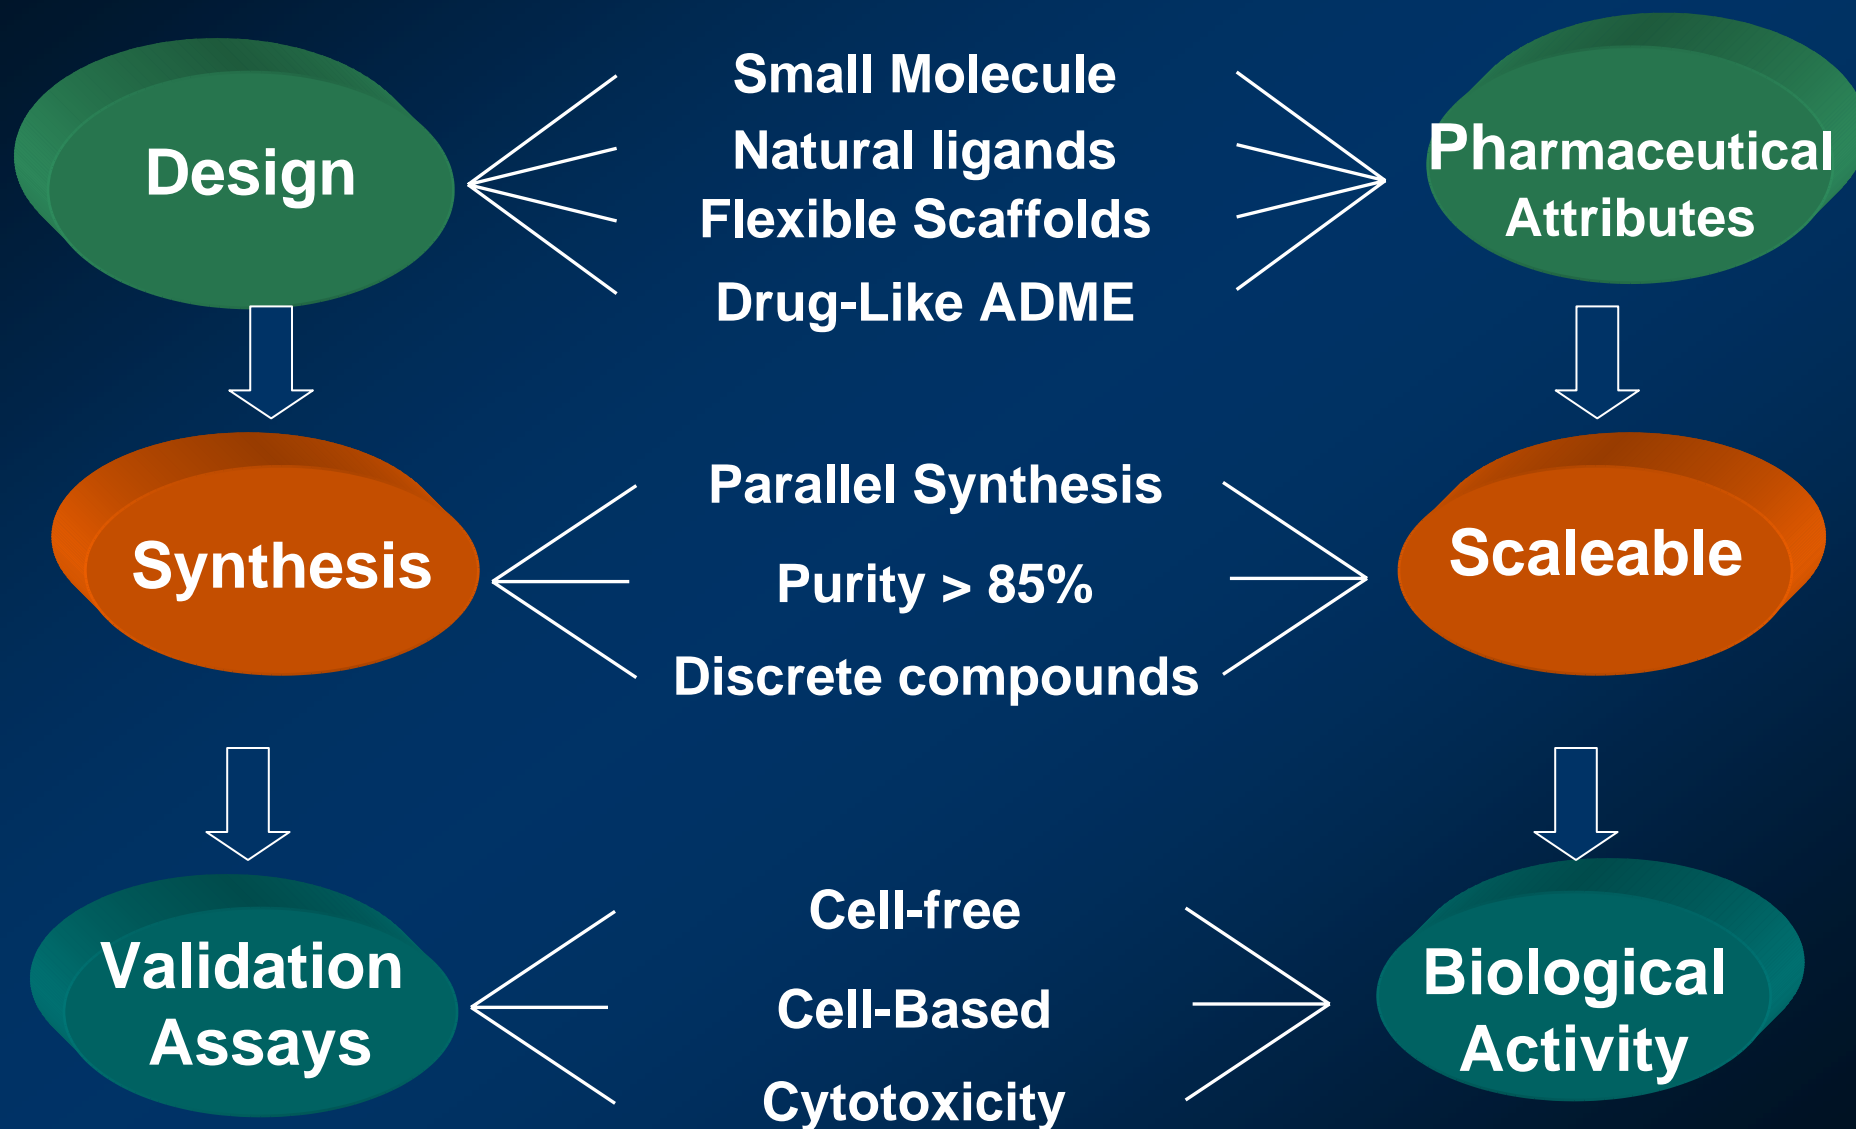 Design
Small Molecule
Natural ligands
Flexible Scaffolds
Drug-Like ADME
Pharmaceutical
Attributes
Synthesis
Parallel Synthesis
Purity > 85%
Discrete compounds
Scaleable
Validation
Assays
Cell-free
Cell-Based
Cytotoxicity
Biological
Activity